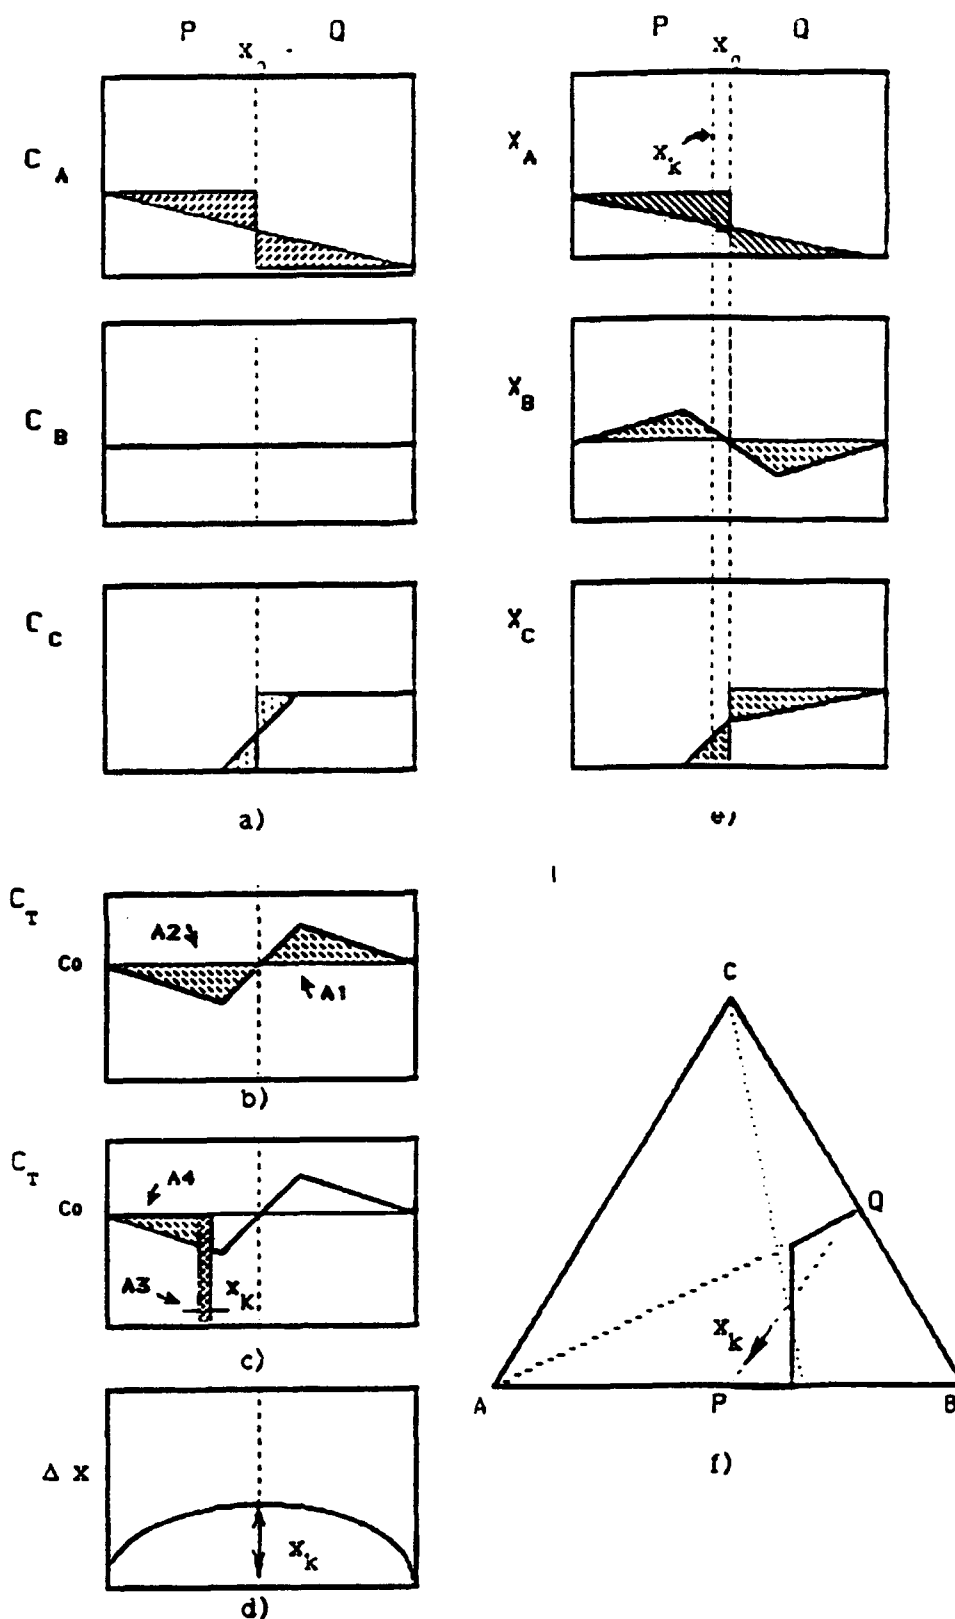 P Q
X
C A
C B
C C
a)
C T
Co
A2
A1
b)
C T
Co
A4
A3
X k
c)
Δ X
X k
d)
P Q
X
X A
X k
X B
X C
C
Q
X k
A P B
f)